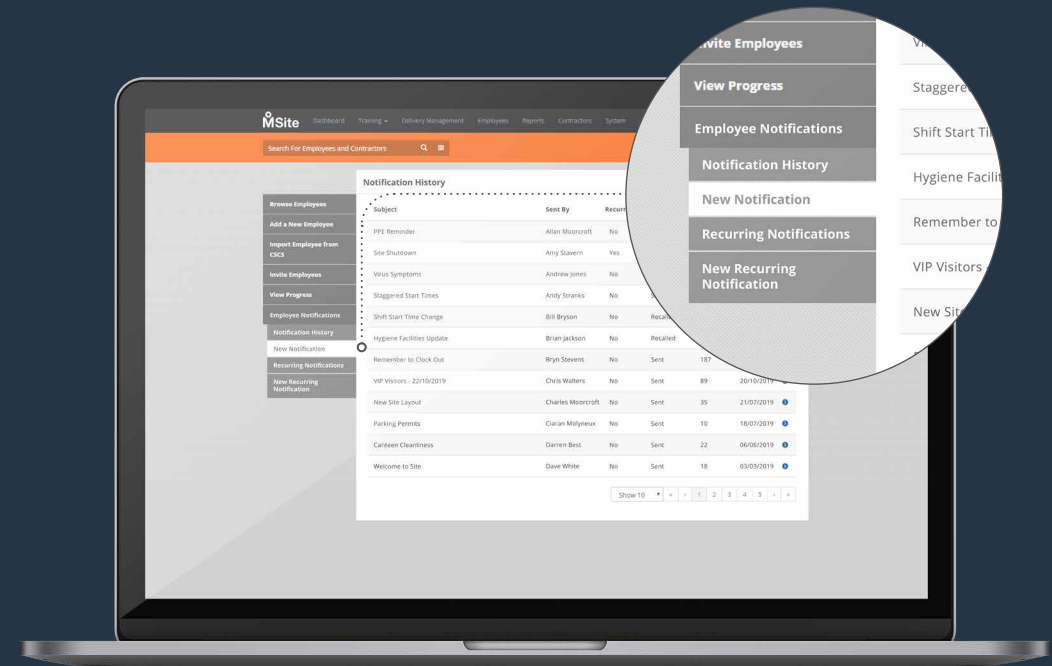 MSite Dashboard Training Delivery Management Employees Reports Contractors System
Search For Employees and Contractors
Browse Employees
Add a New Employee
Import Employee from
CSCS
Invite Employees
View Progress
Employee Notifications
Notification History
New Notification
Recurring Notifications
New Recurring
Notification
Notification History
Subject Sent By
PPE Reminder Allan Moorcroft No
Site Shutdown Amy Stavern Yes
Virus Symptoms Andrew Jones No
Staggered Start Times Andy Stranks No
Shift Start Time Change Bill Bryson No
Hygiene Facilities Update Brian Jackson No Recalled
Remember to Clock Out Bryn Stevens No Sent 187
VIP Visitors - 22/10/2019 Chris Walters No Sent 89 20/10/2019
New Site Layout Charles Moorcroft No Sent 35 21/07/2019
Parking Permits Ciaran Molyneux No Sent 10 18/07/2019
Canteen Cleanliness Darren Best No Sent 22 06/06/2019
Welcome to Site Dave White No Sent 18 03/03/2019
Show 10 « ‹ 1 2 3 4 5 › »
Invite Employees
View Progress
Employee Notifications
Notification History
New Notification
Recurring Notifications
New Recurring
Notification
Staggere
Shift Start Ti
Hygiene Facilit
Remember to
VIP Visitors
New Sit